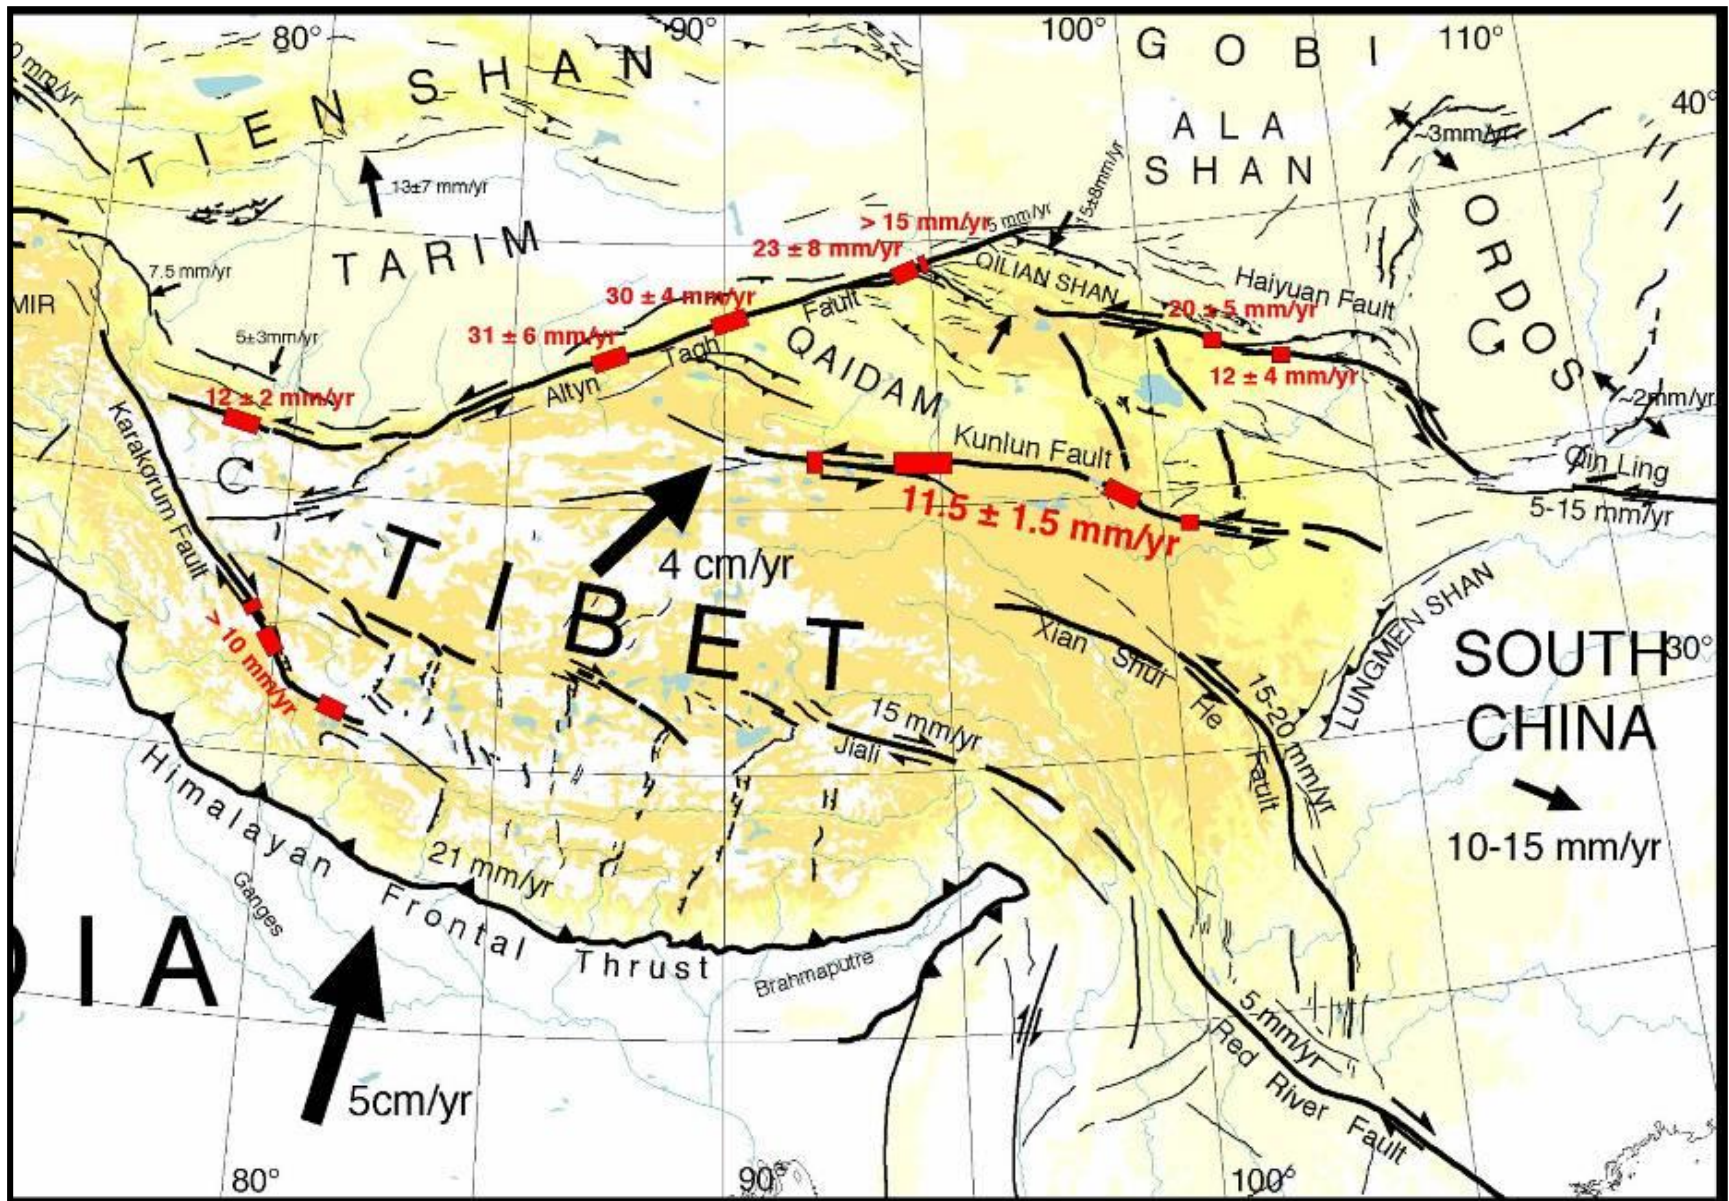 80°
90°
100°
110°
GOBI
0 mm/yr
TIEN SHAN
40°
ALA
SHAN
~3mm/yr
13±7 mm/yr
5±8mm/yr
ORDOS
TARIM
> 15 mm/yr
5 mm/yr
23 ± 8 mm/yr
7.5 mm/yr
QILIAN SHAN
Haiyuan Fault
MIR
30 ± 4 mm/yr
20 ± 5 mm/yr
31 ± 6 mm/yr
5±3mm/yr
Altyn Tagh Fault
QAIDAM
12 ± 4 mm/yr
12 ± 2 mm/yr
~2mm/yr
Karakorum Fault
Kunlun Fault
Qin Ling
11.5 ± 1.5 mm/yr
5-15 mm/yr
4 cm/yr
TIBET
LUNGMEN SHAN
> 10 mm/yr
Xian Shui He Fault
15-20 mm/yr
SOUTH
CHINA
30°
15 mm/yr
Jiali
10-15 mm/yr
Himalayan Frontal Thrust
21 mm/yr
Ganges
Brahmaputre
DIA
5 mm/yr
Red River Fault
5cm/yr
80°
90°
100°